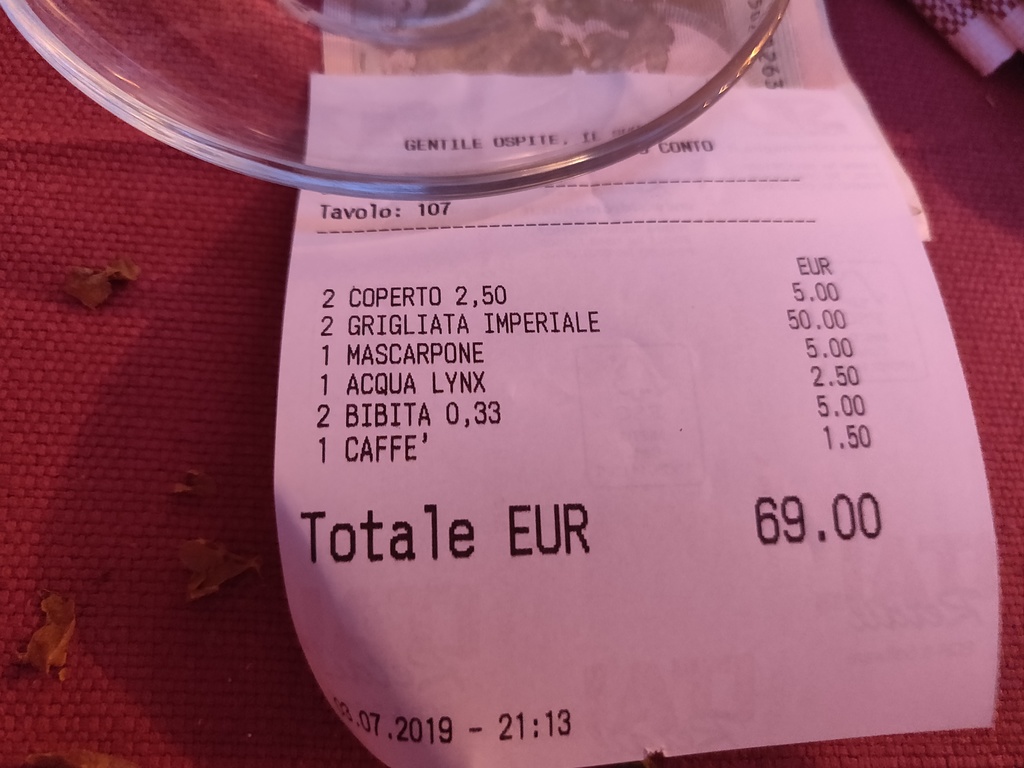 GENTILE OSPITE, IL CONTO
Tavolo: 107
EUR
2 COPERTO 2,50 5.00
2 GRIGLIATA IMPERIALE 50.00
1 MASCARPONE 5.00
1 ACQUA LYNX 2.50
2 BIBITA 0,33 5.00
1 CAFFE' 1.50
Totale EUR 69.00
.07.2019 - 21:13